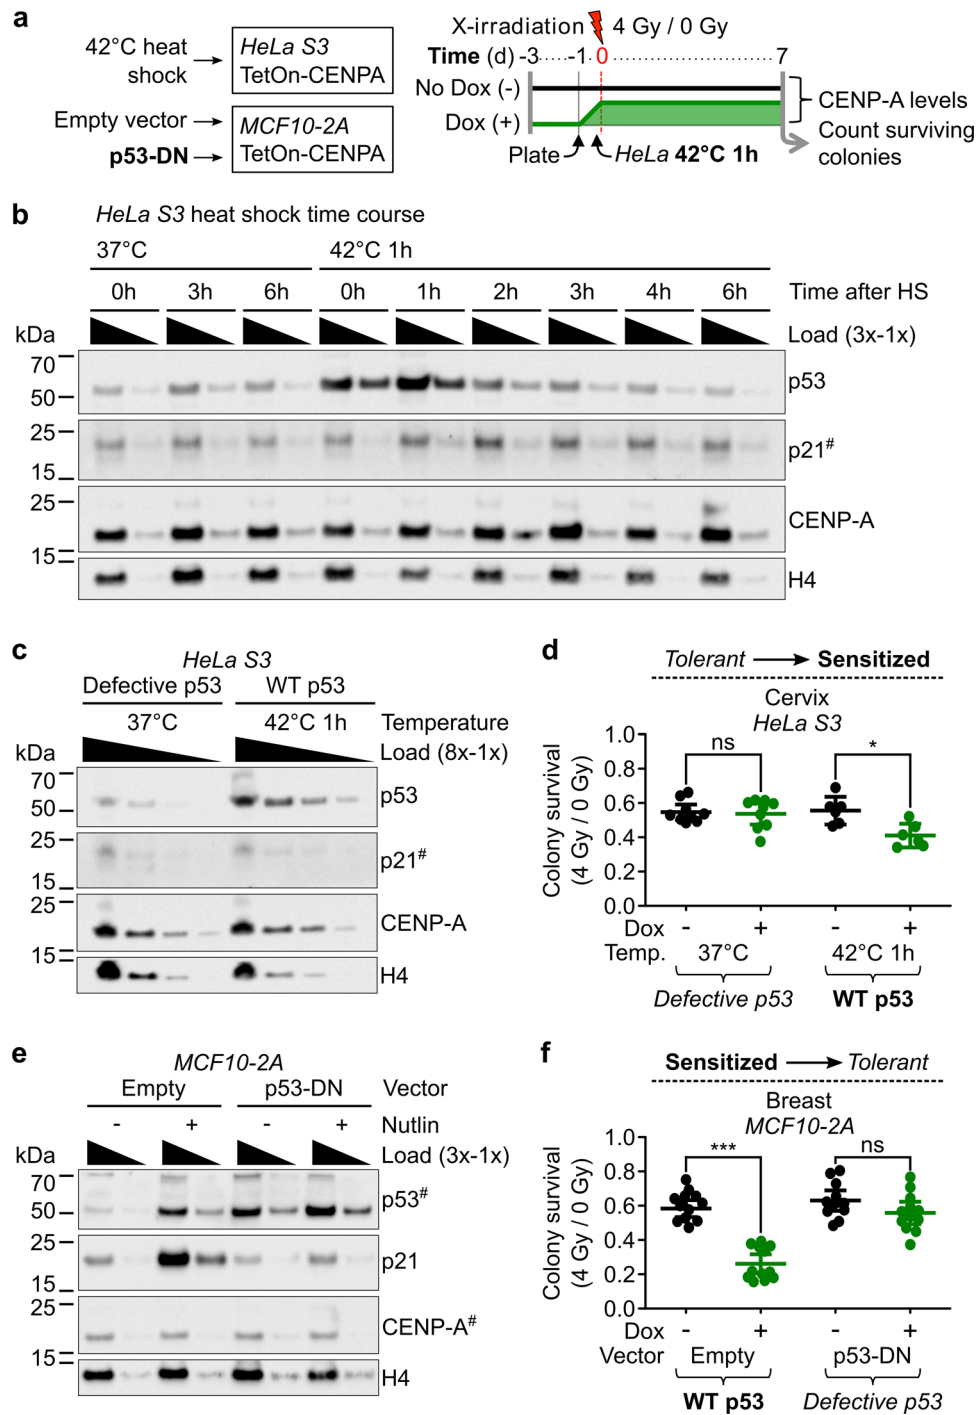 a
42°C heat shock
HeLa S3
TetOn-CENPA
Empty vector
p53-DN
MCF10-2A
TetOn-CENPA
X-irradiation 4 Gy / 0 Gy
Time (d) -3 -1 0 7
No Dox (-)
Dox (+)
CENP-A levels
Count surviving colonies
Plate
HeLa 42°C 1h
b
HeLa S3 heat shock time course
37°C 42°C 1h
0h 3h 6h 0h 1h 2h 3h 4h 6h Time after HS
kDa Load (3x-1x)
70
50
p53
25
15
p21#
25
15
CENP-A
H4
c
HeLa S3
Defective p53 WT p53
37°C 42°C 1h Temperature
kDa Load (8x-1x)
70
50
p53
p21#
15
25
CENP-A
15
H4
d
Tolerant Sensitized
Cervix
HeLa S3
Colony survival
(4 Gy / 0 Gy)
1.0
0.8
0.6
0.4
0.2
0.0
ns *
Dox - + - +
Temp. 37°C 42°C 1h
Defective p53 WT p53
e
MCF10-2A
Empty p53-DN Vector
- + - + Nutlin
kDa Load (3x-1x)
70
50
p53#
25
15
p21
25
CENP-A#
15
H4
f
Sensitized Tolerant
Breast
MCF10-2A
Colony survival
(4 Gy / 0 Gy)
1.0
0.8
0.6
0.4
0.2
0.0
*** ns
Dox - + - +
Vector Empty p53-DN
WT p53 Defective p53